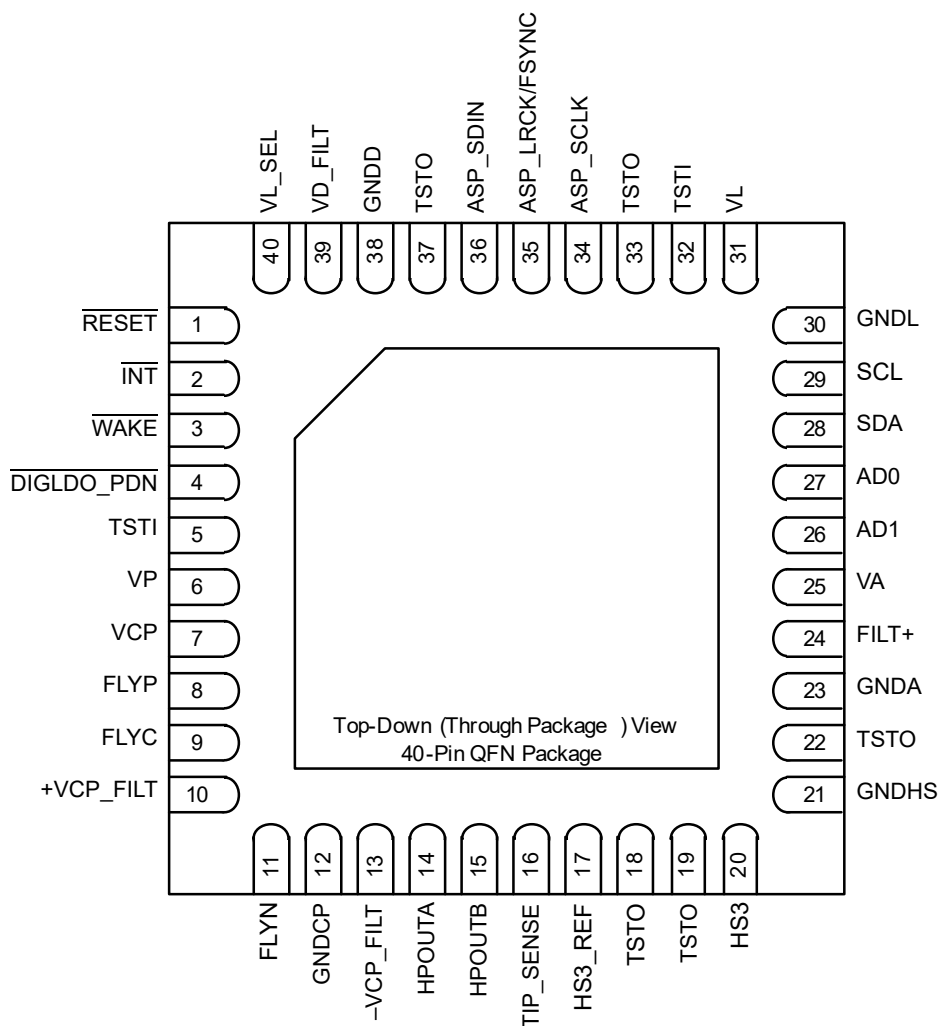 VL_SEL
VD_FILT
GNDD
TSTO
ASP_SDIN
ASP_LRCK/FSYNC
ASP_SCLK
TSTO
TSTI
VL
40
39
38
37
36
35
34
33
32
31
RESET 1
INT 2
WAKE 3
DIGLDO_PDN 4
TSTI 5
VP 6
VCP 7
FLYP 8
FLYC 9
+VCP_FILT 10
30 GNDL
29 SCL
28 SDA
27 AD0
26 AD1
25 VA
24 FILT+
23 GNDA
22 TSTO
21 GNDHS
Top-Down (Through Package ) View
40-Pin QFN Package
11
12
13
14
15
16
17
18
19
20
FLYN
GNDCP
–VCP_FILT
HPOUTA
HPOUTB
TIP_SENSE
HS3_REF
TSTO
TSTO
HS3